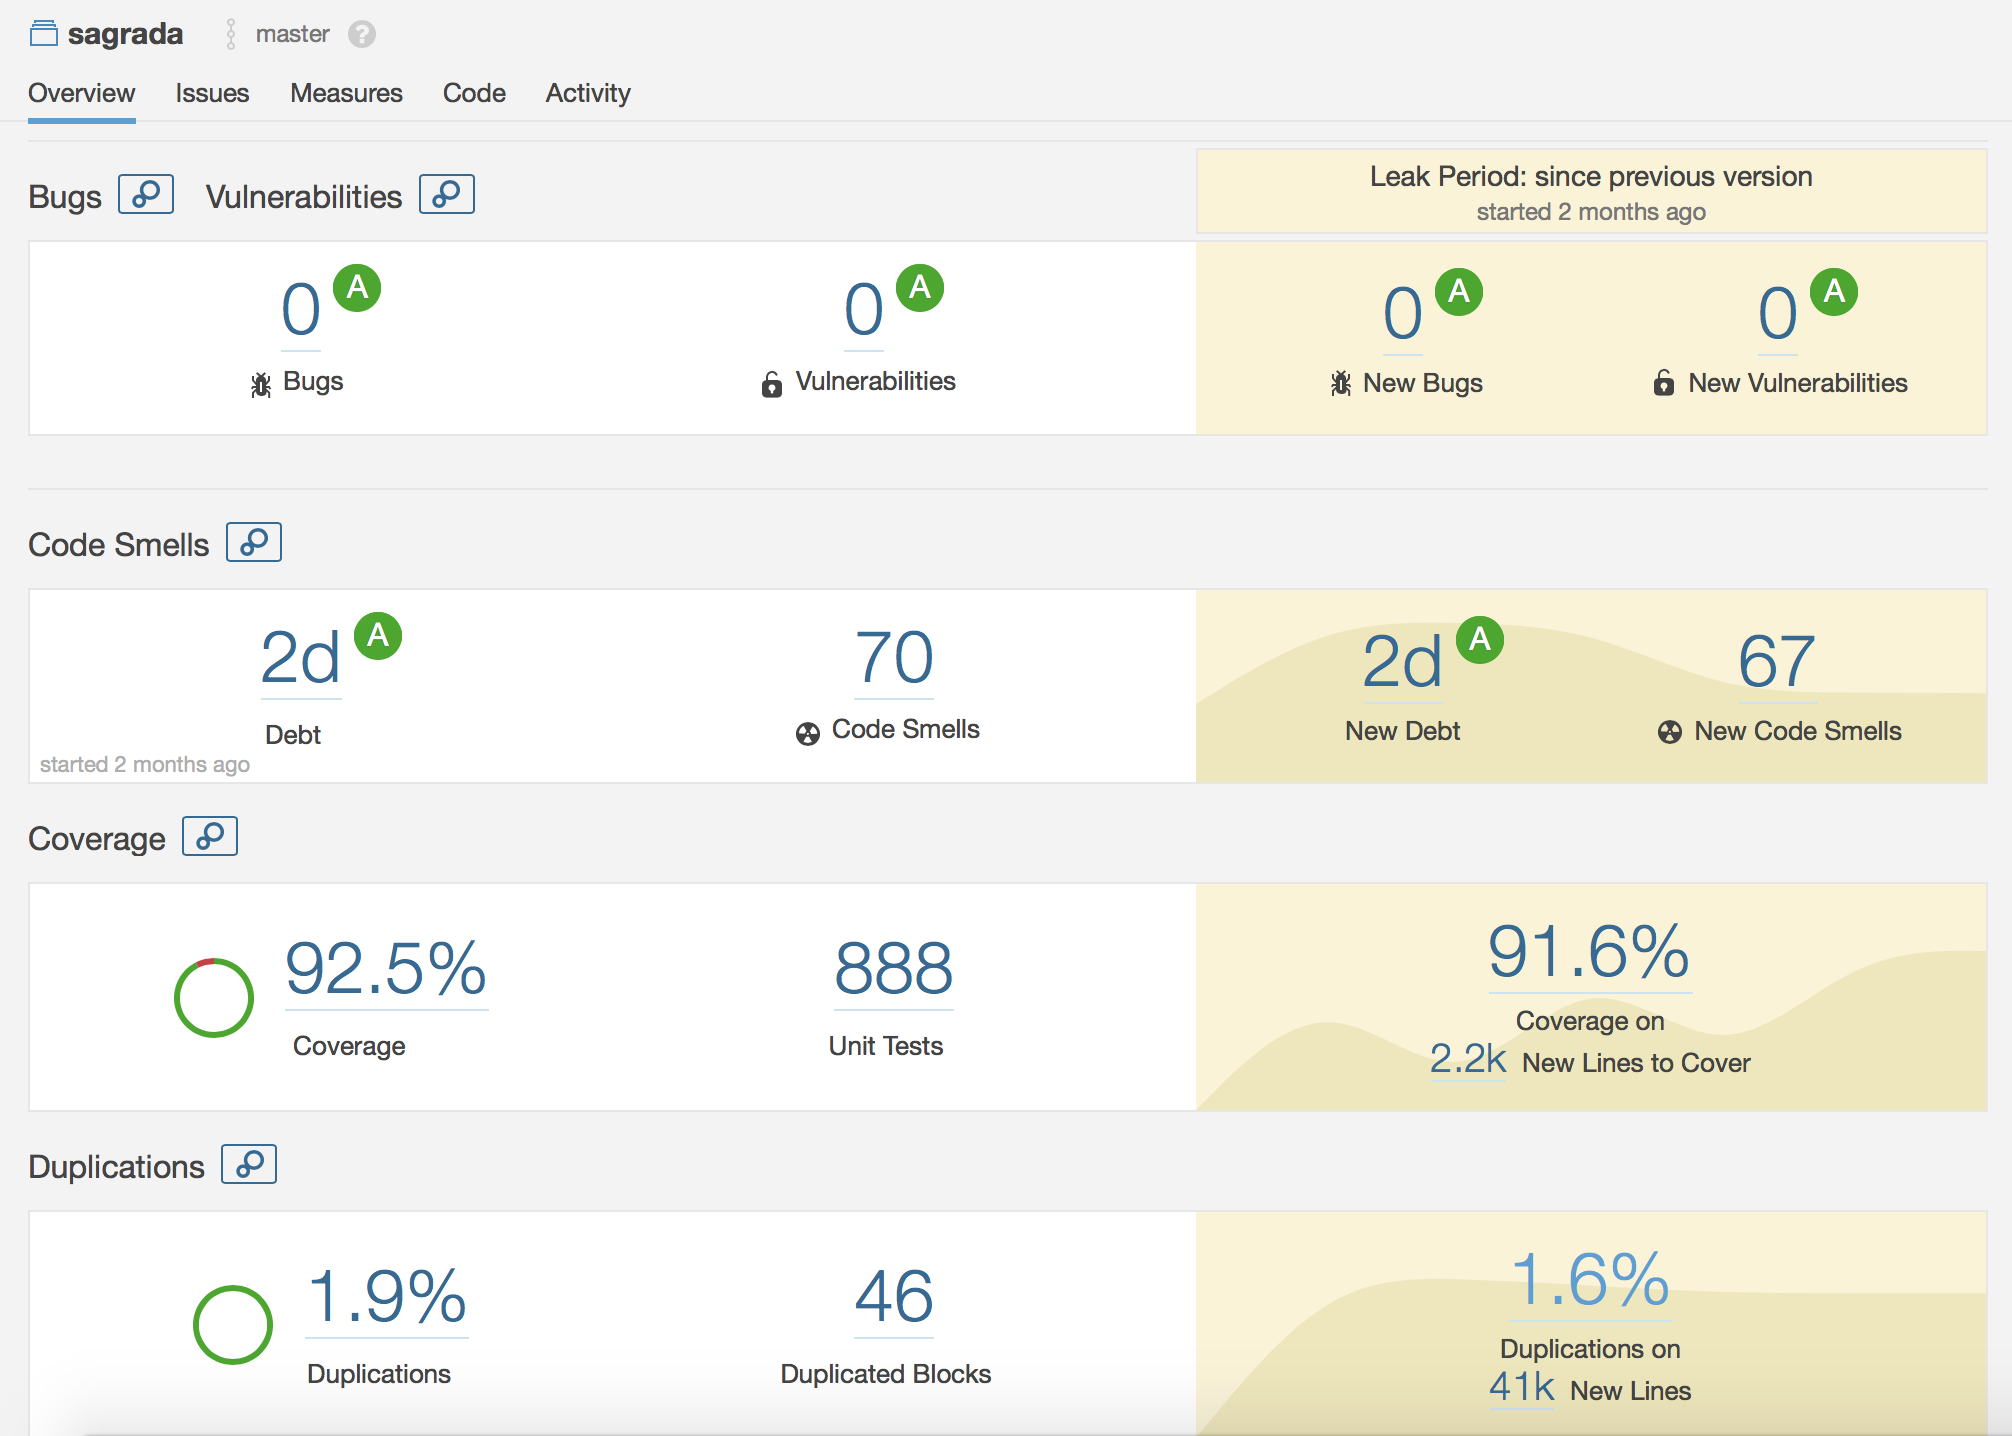 sagrada master ?
Overview Issues Measures Code Activity
Leak Period: since previous version
started 2 months ago
Bugs Vulnerabilities
0 A 0 A 0 A 0 A
Bugs Vulnerabilities New Bugs New Vulnerabilities
Code Smells
2d A 70 2d A 67
Debt Code Smells New Debt New Code Smells
started 2 months ago
Coverage
92.5% 888 91.6%
Coverage Unit Tests Coverage on
2.2k New Lines to Cover
Duplications
1.9% 46 1.6%
Duplications Duplicated Blocks Duplications on
41k New Lines